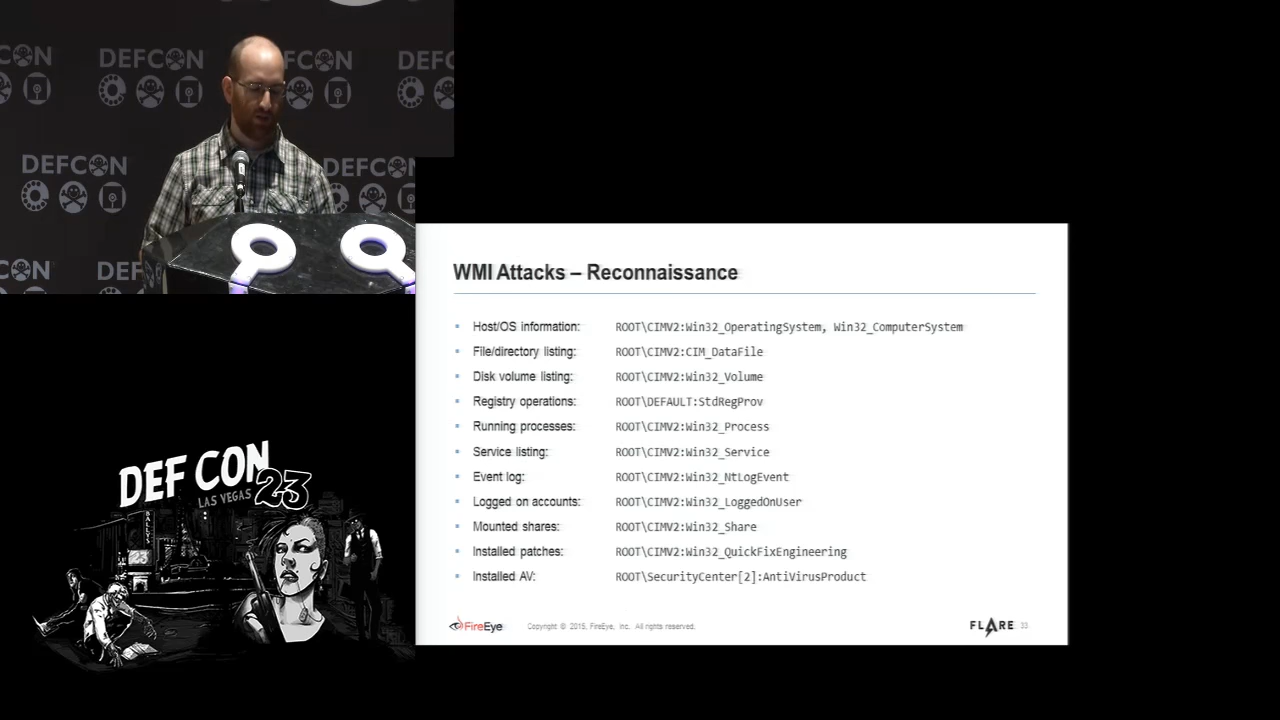 DEFCON
DEFCON
DEFCON
DEFCON
WMI Attacks – Reconnaissance
▪ Host/OS information: ROOT\CIMV2:Win32_OperatingSystem, Win32_ComputerSystem
▪ File/directory listing: ROOT\CIMV2:CIM_DataFile
▪ Disk volume listing: ROOT\CIMV2:Win32_Volume
▪ Registry operations: ROOT\DEFAULT:StdRegProv
▪ Running processes: ROOT\CIMV2:Win32_Process
▪ Service listing: ROOT\CIMV2:Win32_Service
▪ Event log: ROOT\CIMV2:Win32_NtLogEvent
▪ Logged on accounts: ROOT\CIMV2:Win32_LoggedOnUser
▪ Mounted shares: ROOT\CIMV2:Win32_Share
▪ Installed patches: ROOT\CIMV2:Win32_QuickFixEngineering
▪ Installed AV: ROOT\SecurityCenter[2]:AntiVirusProduct
FireEye Copyright © 2015, FireEye, Inc. All rights reserved. FLARE 33
DEF CON
LAS VEGAS 23
BALLYS